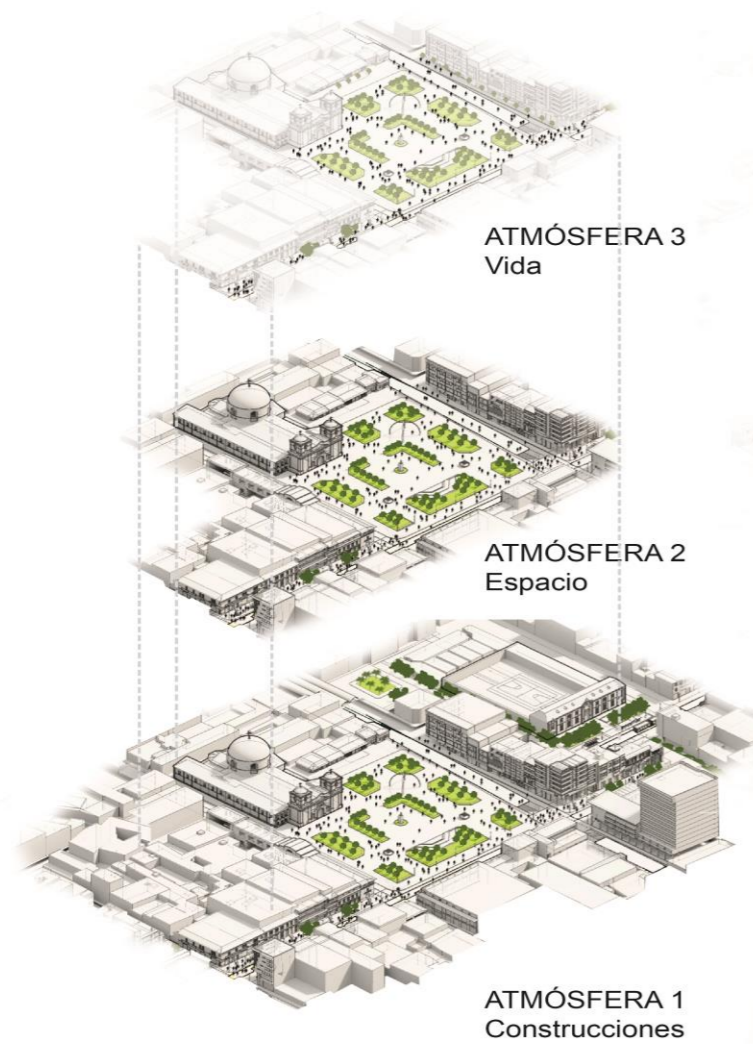 ATMÓSFERA 3
Vida
ATMÓSFERA 2
Espacio
ATMÓSFERA 1
Construcciones